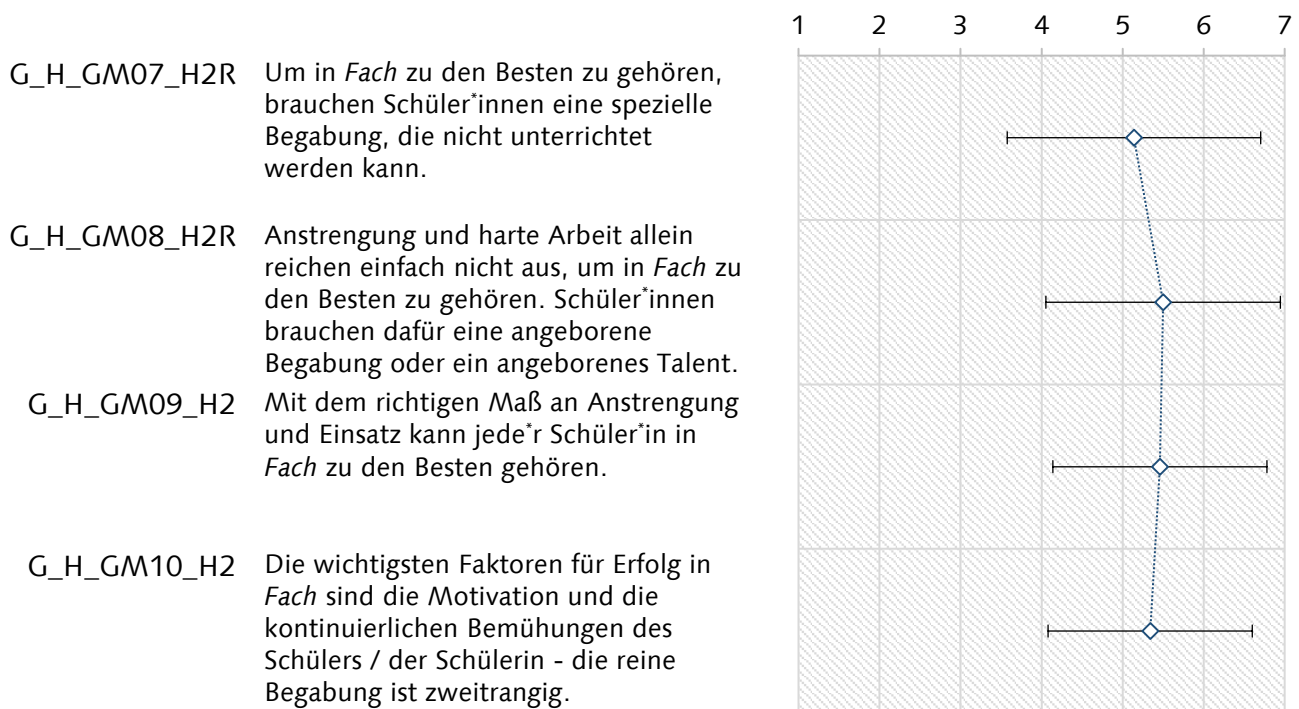 1 2 3 4 5 6 7
G_H_GM07_H2R Um in Fach zu den Besten zu gehören,
brauchen Schüler*innen eine spezielle
Begabung, die nicht unterrichtet
werden kann.
G_H_GM08_H2R Anstrengung und harte Arbeit allein
reichen einfach nicht aus, um in Fach zu
den Besten zu gehören. Schüler*innen
brauchen dafür eine angeborene
Begabung oder ein angeborenes Talent.
G_H_GM09_H2 Mit dem richtigen Maß an Anstrengung
und Einsatz kann jede*r Schüler*in in
Fach zu den Besten gehören.
G_H_GM10_H2 Die wichtigsten Faktoren für Erfolg in
Fach sind die Motivation und die
kontinuierlichen Bemühungen des
Schülers / der Schülerin - die reine
Begabung ist zweitrangig.